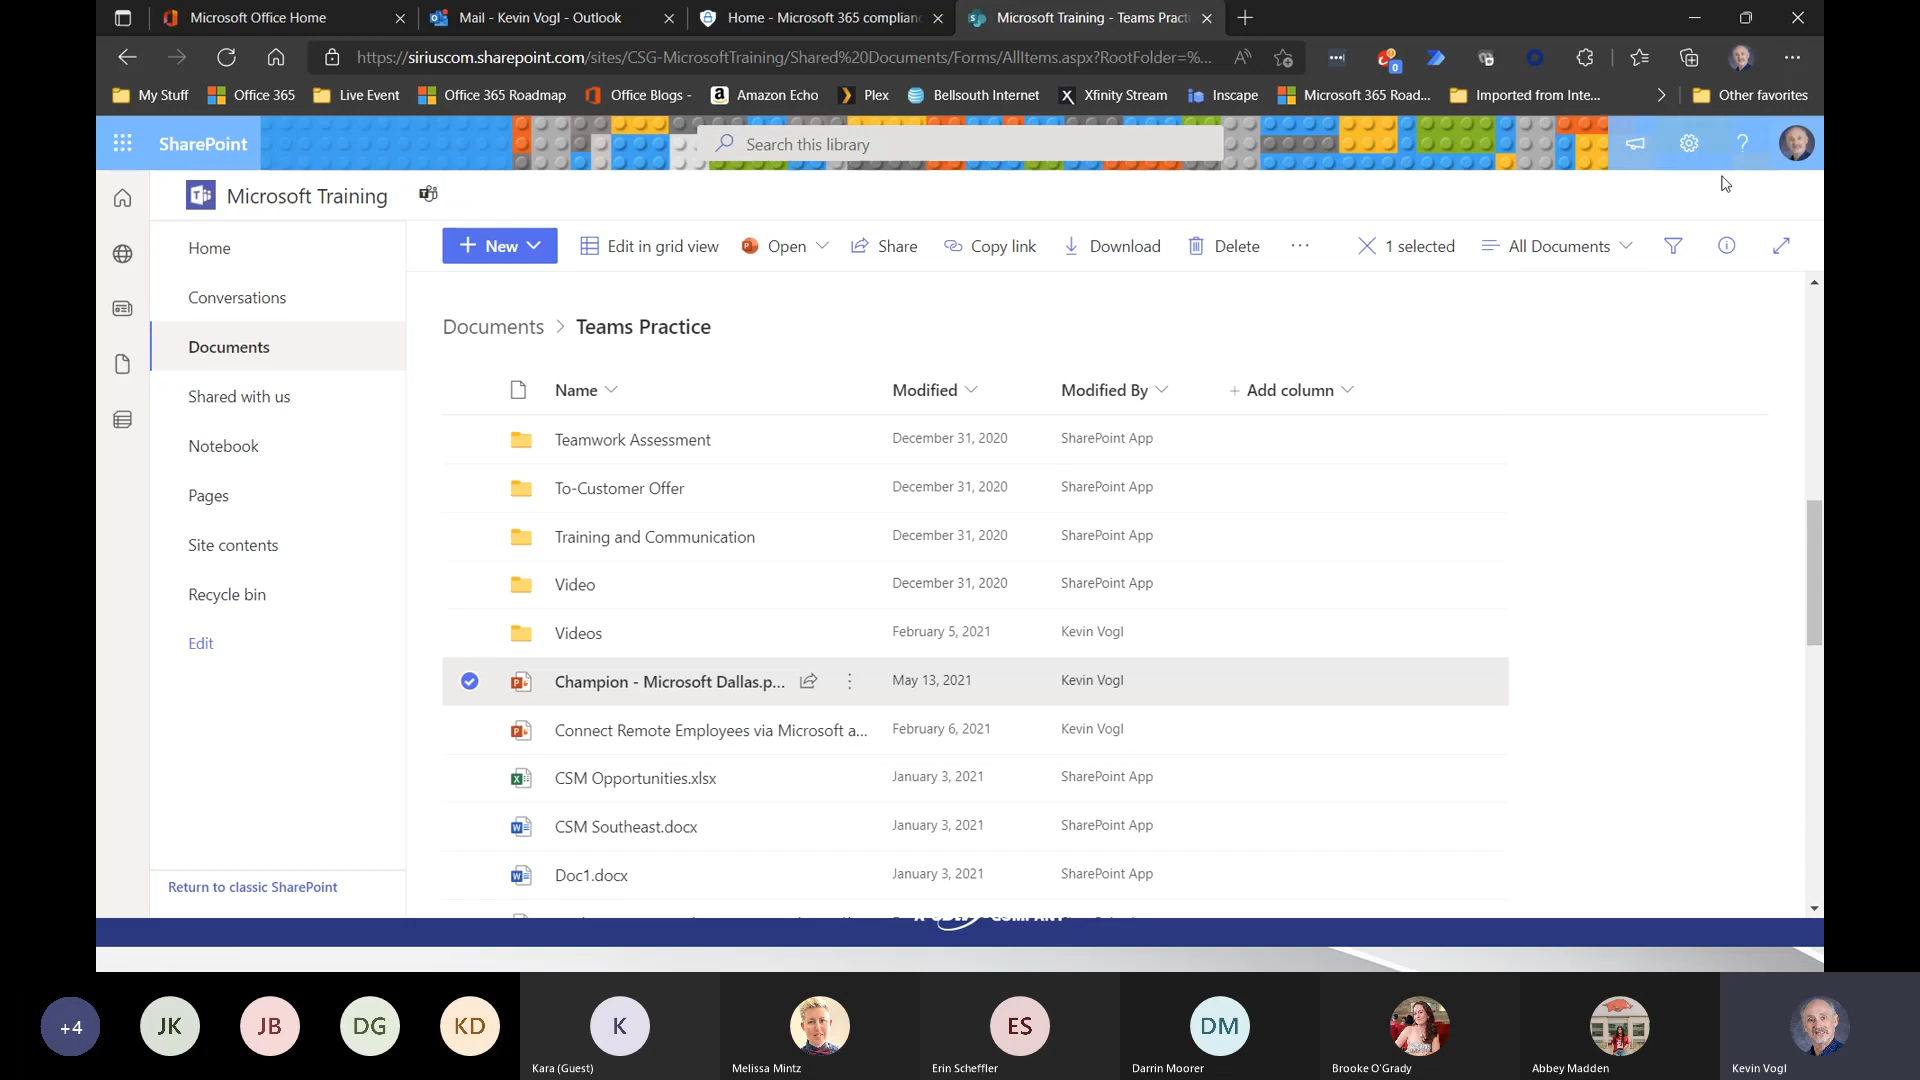 Microsoft Office Home
Mail - Kevin Vogl - Outlook
Home - Microsoft 365 complian
Microsoft Training - Teams Practi
https://siriuscom.sharepoint.com/sites/CSG-MicrosoftTraining/Shared%20Documents/Forms/AllItems.aspx?RootFolder=%...
0
My Stuff
Office 365
Live Event
Office 365 Roadmap
Office Blogs -
Amazon Echo
Plex
Bellsouth Internet
Xfinity Stream
Inscape
Microsoft 365 Road...
Imported from Inte...
Other favorites
SharePoint
Search this library
Microsoft Training
Home
Conversations
Documents
Shared with us
Notebook
Pages
Site contents
Recycle bin
Edit
Return to classic SharePoint
New
Edit in grid view
Open
Share
Copy link
Download
Delete
1 selected
All Documents
Documents > Teams Practice
Name Modified Modified By + Add column
Teamwork Assessment December 31, 2020 SharePoint App
To-Customer Offer December 31, 2020 SharePoint App
Training and Communication December 31, 2020 SharePoint App
Video December 31, 2020 SharePoint App
Videos February 5, 2021 Kevin Vogl
Champion - Microsoft Dallas.p... May 13, 2021 Kevin Vogl
Connect Remote Employees via Microsoft a... February 6, 2021 Kevin Vogl
CSM Opportunities.xlsx January 3, 2021 SharePoint App
CSM Southeast.docx January 3, 2021 SharePoint App
Doc1.docx January 3, 2021 SharePoint App
+4
JK
JB
DG
KD
K
Kara (Guest)
Melissa Mintz
ES
Erin Scheffler
DM
Darrin Moorer
Brooke O'Grady
Abbey Madden
Kevin Vogl